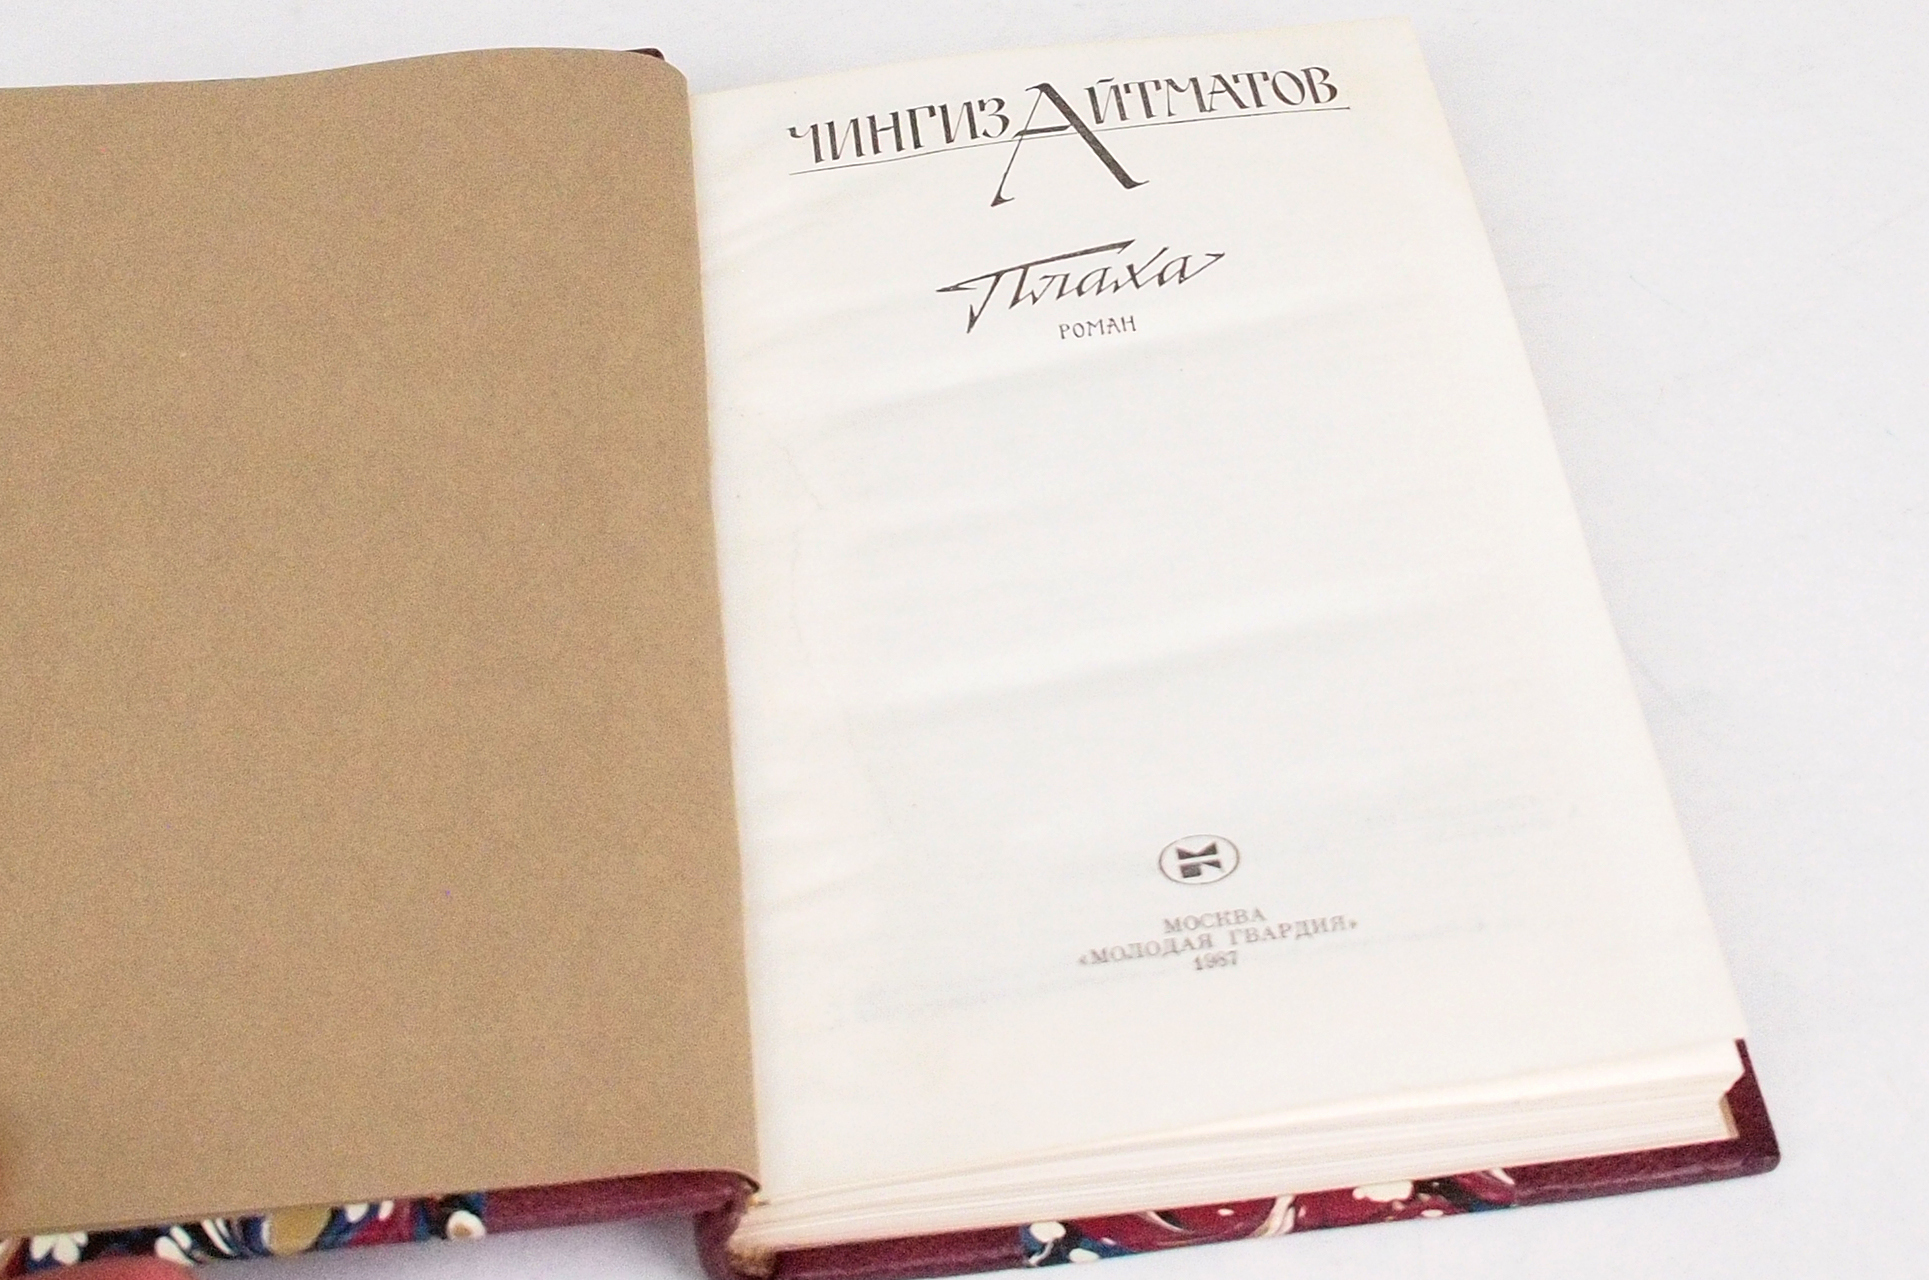 ЧИНГИЗ АЙТМАТОВ
Плаха
РОМАН
МОСКВА
«МОЛОДАЯ ГВАРДИЯ»
1987